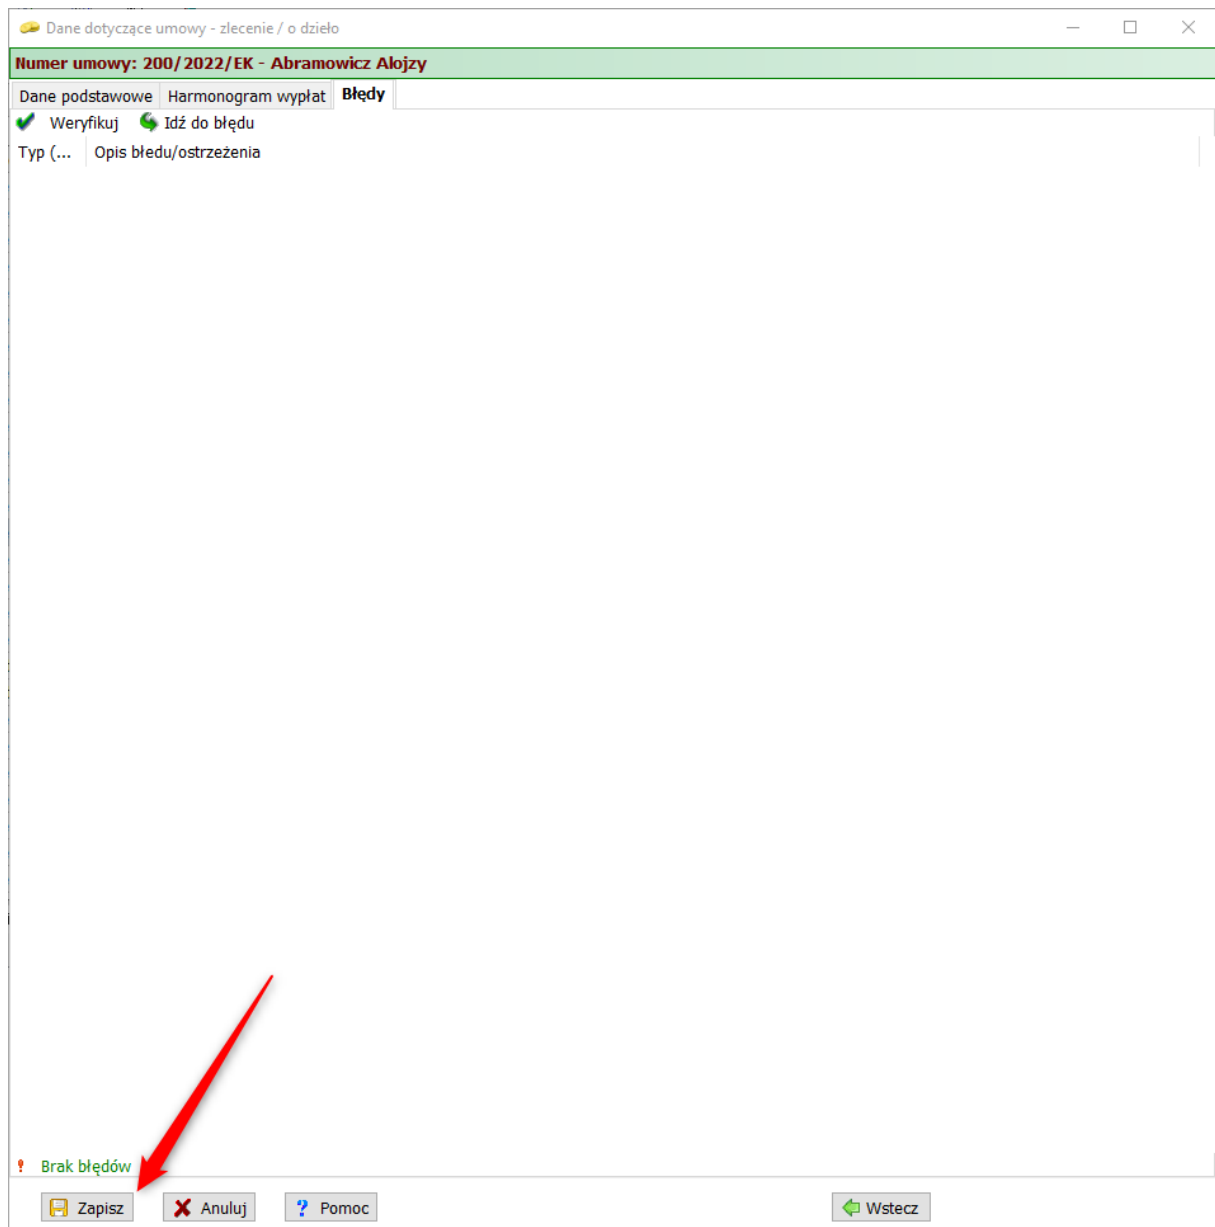 Dane dotyczące umowy - zlecenie / o dzieło
Numer umowy: 200/2022/EK - Abramowicz Alojzy
Dane podstawowe Harmonogram wypłat Błędy
Weryfikuj Idź do błędu
Typ (... Opis błedu/ostrzeżenia
Brak błędów
Zapisz Anuluj ? Pomoc Wstecz